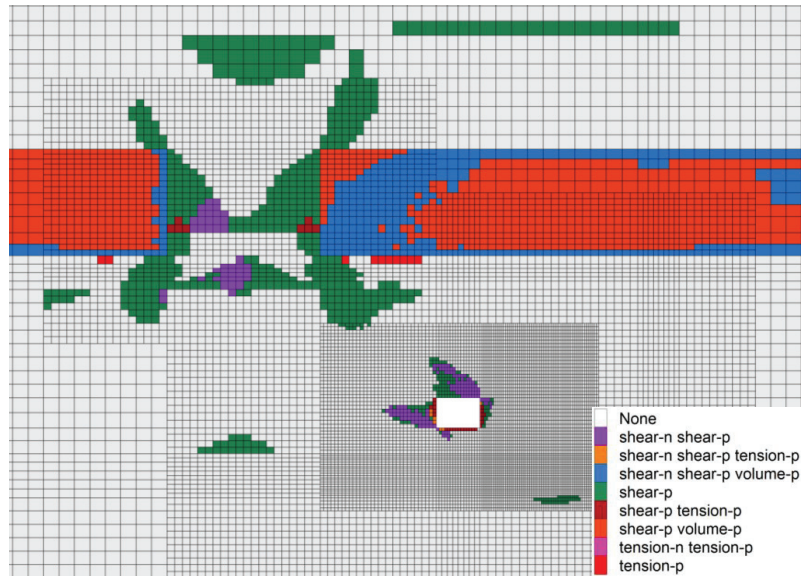 None
shear-n shear-p
shear-n shear-p tension-p
shear-n shear-p volume-p
shear-p
shear-p tension-p
shear-p volume-p
tension-n tension-p
tension-p